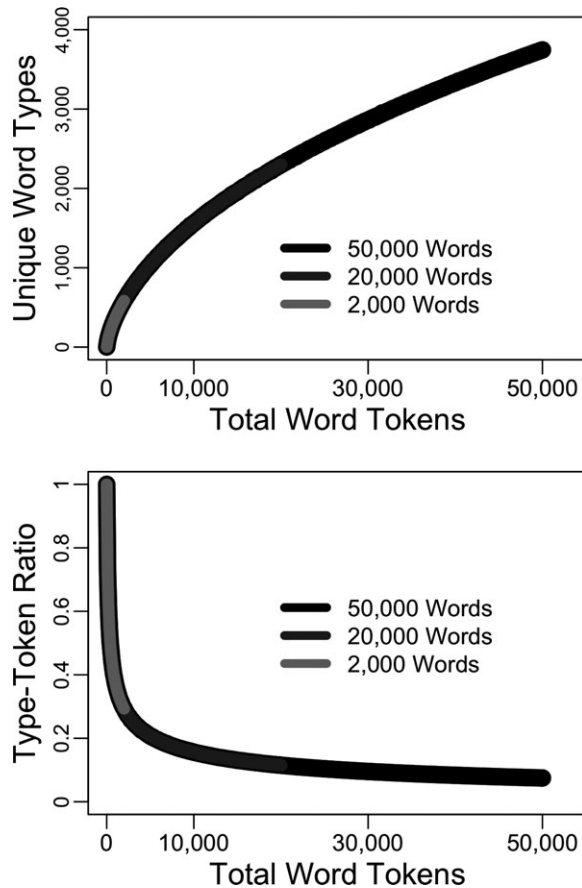 Unique Word Types
4,000
3,000
2,000
1,000
0
50,000 Words
20,000 Words
2,000 Words
0 10,000 30,000 50,000
Total Word Tokens
Type-Token Ratio
1
0.8
0.6
0.4
0.2
0
50,000 Words
20,000 Words
2,000 Words
0 10,000 30,000 50,000
Total Word Tokens